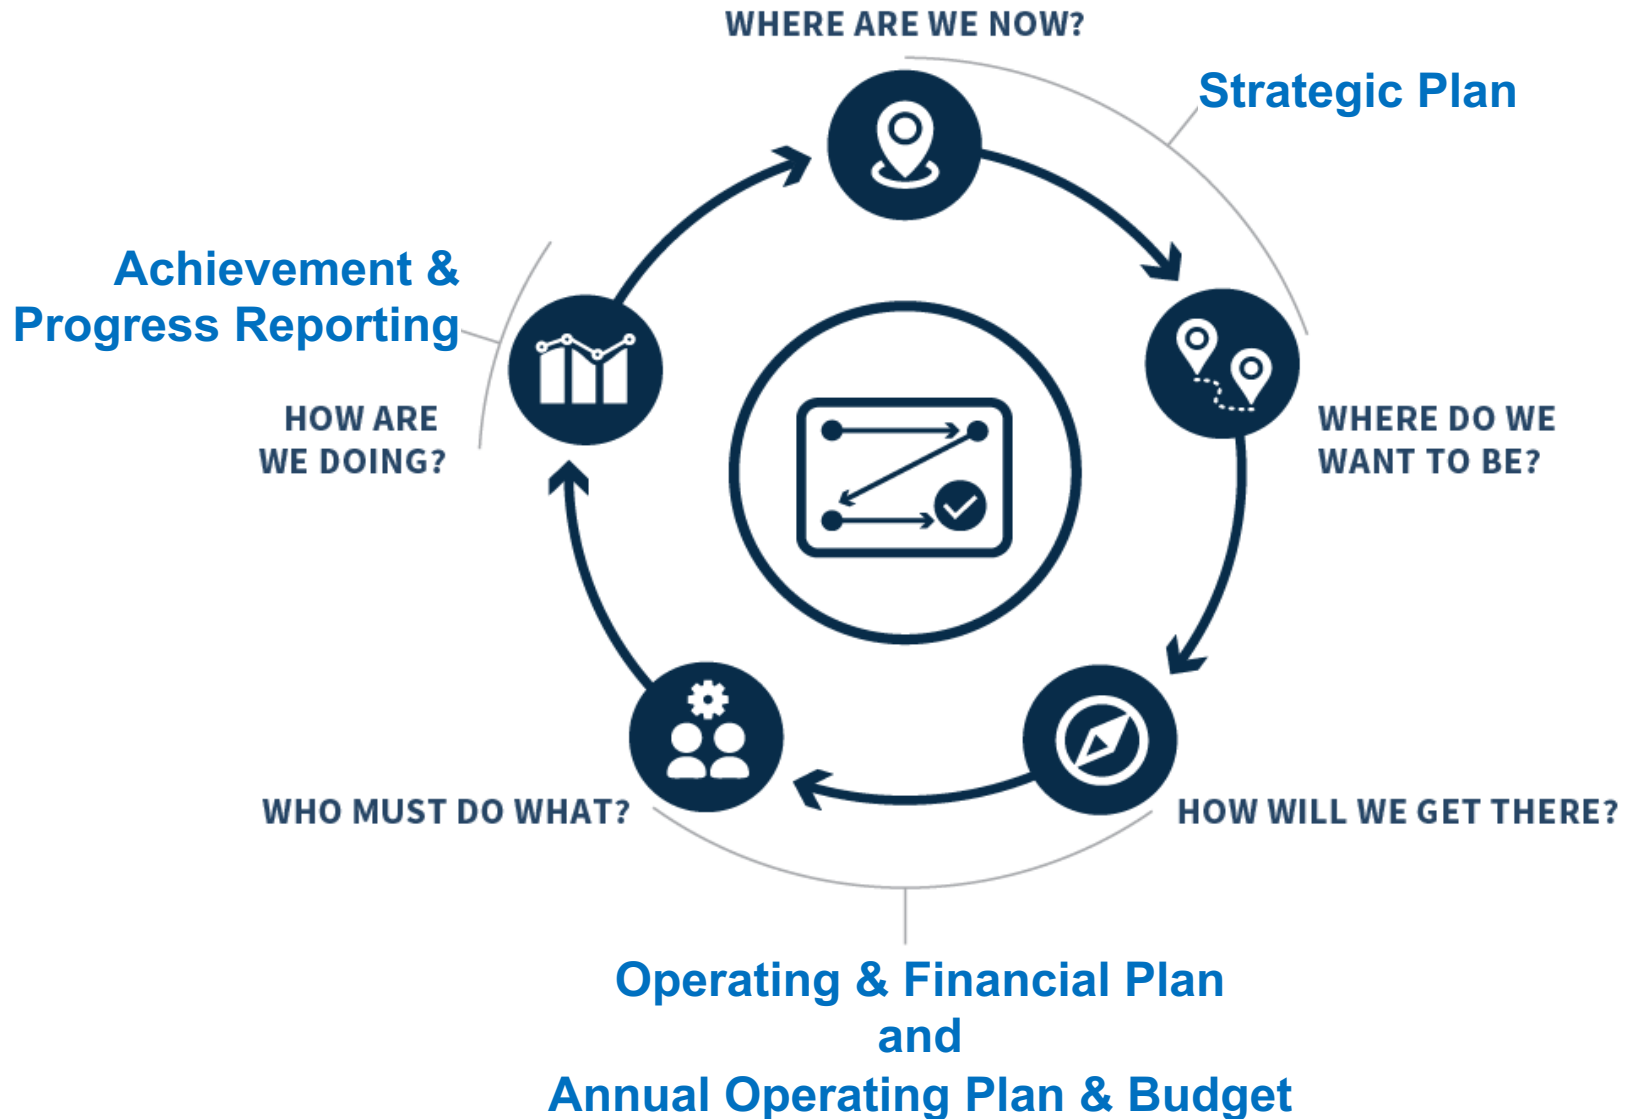 WHERE ARE WE NOW?
Strategic Plan
WHERE DO WE
WANT TO BE?
HOW WILL WE GET THERE?
Operating & Financial Plan
and
Annual Operating Plan & Budget
WHO MUST DO WHAT?
Achievement &
Progress Reporting
HOW ARE
WE DOING?